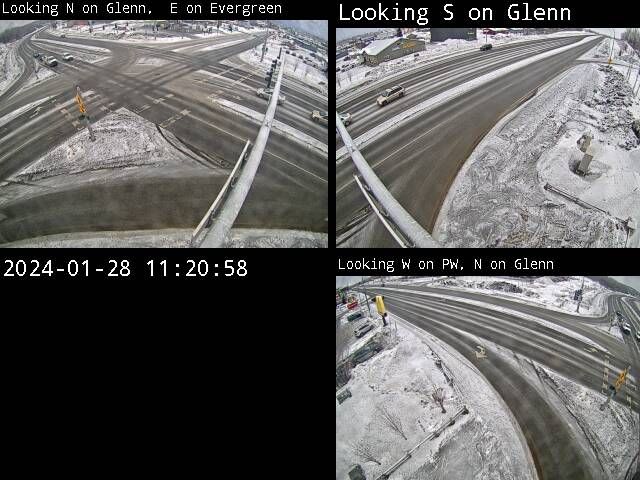 Looking N on Glenn,  E on Evergreen
Looking S on Glenn
2024-01-28 11:20:58
Looking W on PW, N on Glenn